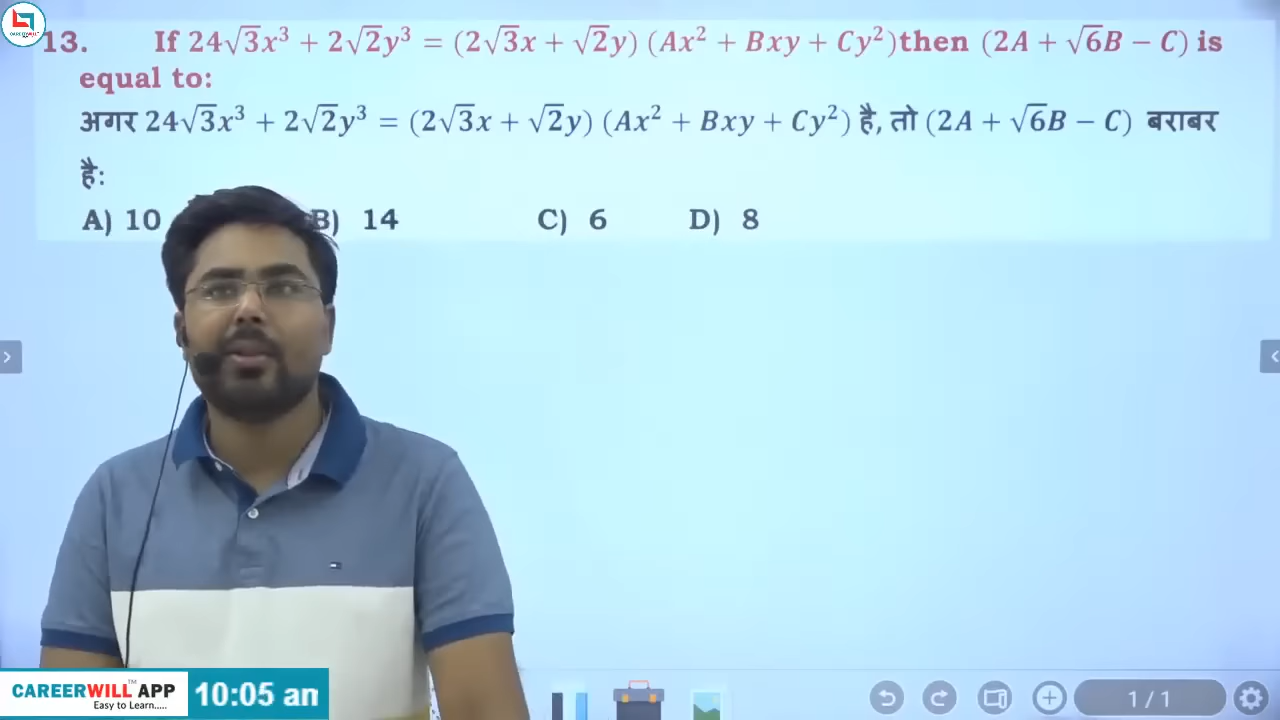 13. If 24√3x³ + 2√2y³ = (2√3x + √2y) (Ax² + Bxy + Cy²)then (2A + √6B − C) is
equal to:
अगर 24√3x³ + 2√2y³ = (2√3x + √2y) (Ax² + Bxy + Cy²) है, तो (2A + √6B − C) बराबर
है:
A) 10 B) 14 C) 6 D) 8
CAREERWILL
CAREERWILL™ APP
Easy to Learn.....
10:05 an
1 / 1